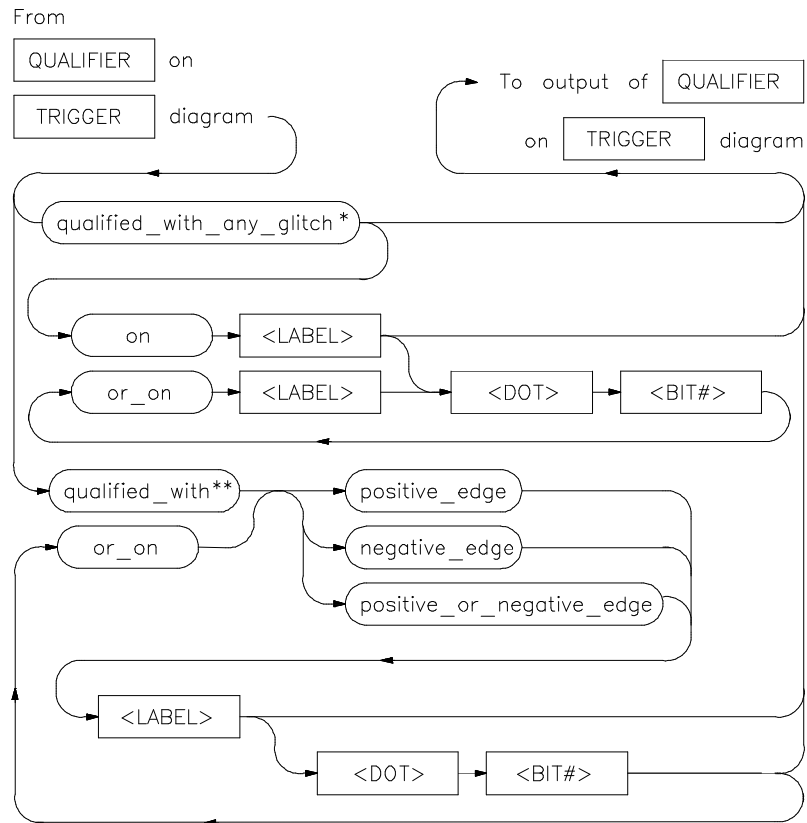 From
QUALIFIER on
TRIGGER diagram
To output of QUALIFIER
on TRIGGER diagram
qualified_with_any_glitch*
on <LABEL>
or_on <LABEL> <DOT> <BIT#>
qualified_with** positive_edge
or_on negative_edge
positive_or_negative_edge
<LABEL>
<DOT> <BIT#>